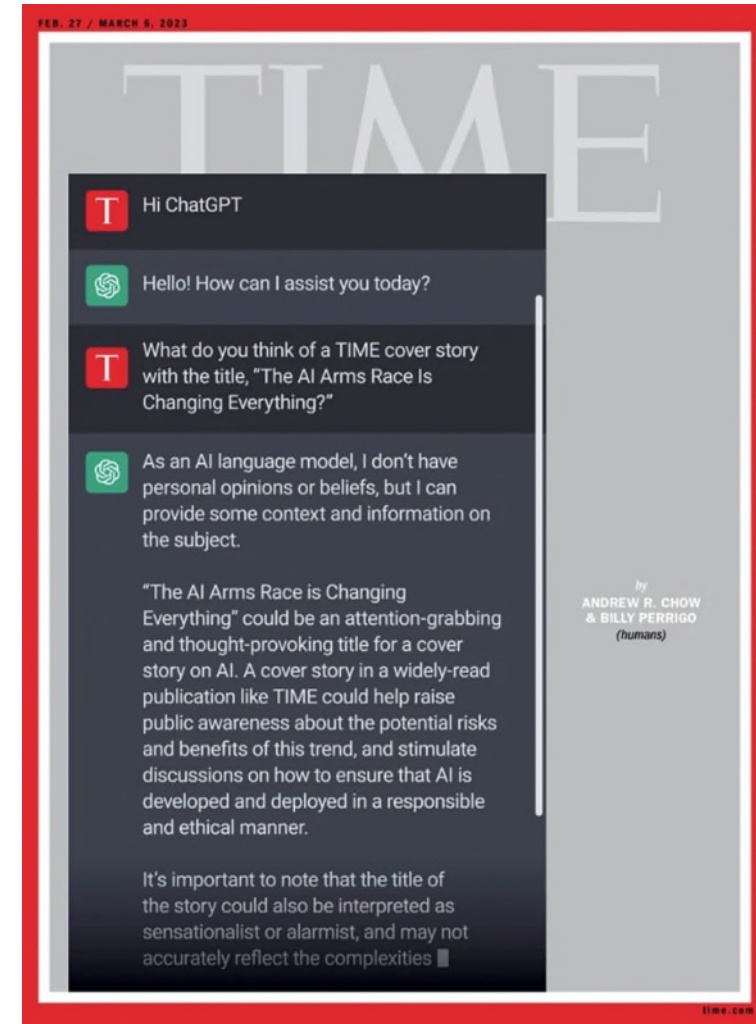 FEB. 27 / MARCH 6, 2023
TIME
T
Hi ChatGPT
Hello! How can I assist you today?
T
What do you think of a TIME cover story
with the title, “The AI Arms Race Is
Changing Everything?”
As an AI language model, I don’t have
personal opinions or beliefs, but I can
provide some context and information on
the subject.
“The AI Arms Race is Changing
Everything” could be an attention-grabbing
and thought-provoking title for a cover
story on AI. A cover story in a widely-read
publication like TIME could help raise
public awareness about the potential risks
and benefits of this trend, and stimulate
discussions on how to ensure that AI is
developed and deployed in a responsible
and ethical manner.
It’s important to note that the title of
the story could also be interpreted as
sensationalist or alarmist, and may not
accurately reflect the complexities
by
ANDREW R. CHOW
& BILLY PERRIGO
(humans)
time.com